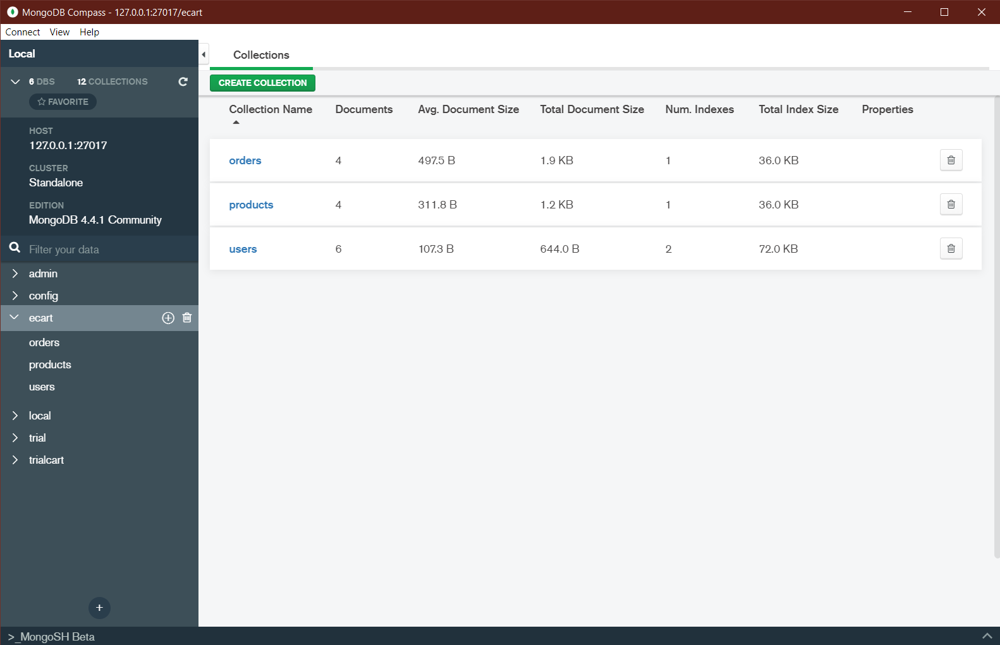 MongoDB Compass - 127.0.0.1:27017/ecart
Connect View Help
Local
6 DBS 12 COLLECTIONS
FAVORITE
HOST
127.0.0.1:27017
CLUSTER
Standalone
EDITION
MongoDB 4.4.1 Community
Filter your data
admin
config
ecart
orders
products
users
local
trial
trialcart
Collections
CREATE COLLECTION
Collection Name Documents Avg. Document Size Total Document Size Num. Indexes Total Index Size Properties
orders 4 497.5 B 1.9 KB 1 36.0 KB
products 4 311.8 B 1.2 KB 1 36.0 KB
users 6 107.3 B 644.0 B 2 72.0 KB
>_MongoSH Beta